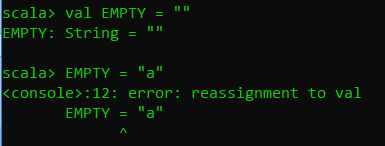 scala> val EMPTY = ""
EMPTY: String = ""
scala> EMPTY = "a"
<console>:12: error: reassignment to val
       EMPTY = "a"
             ^